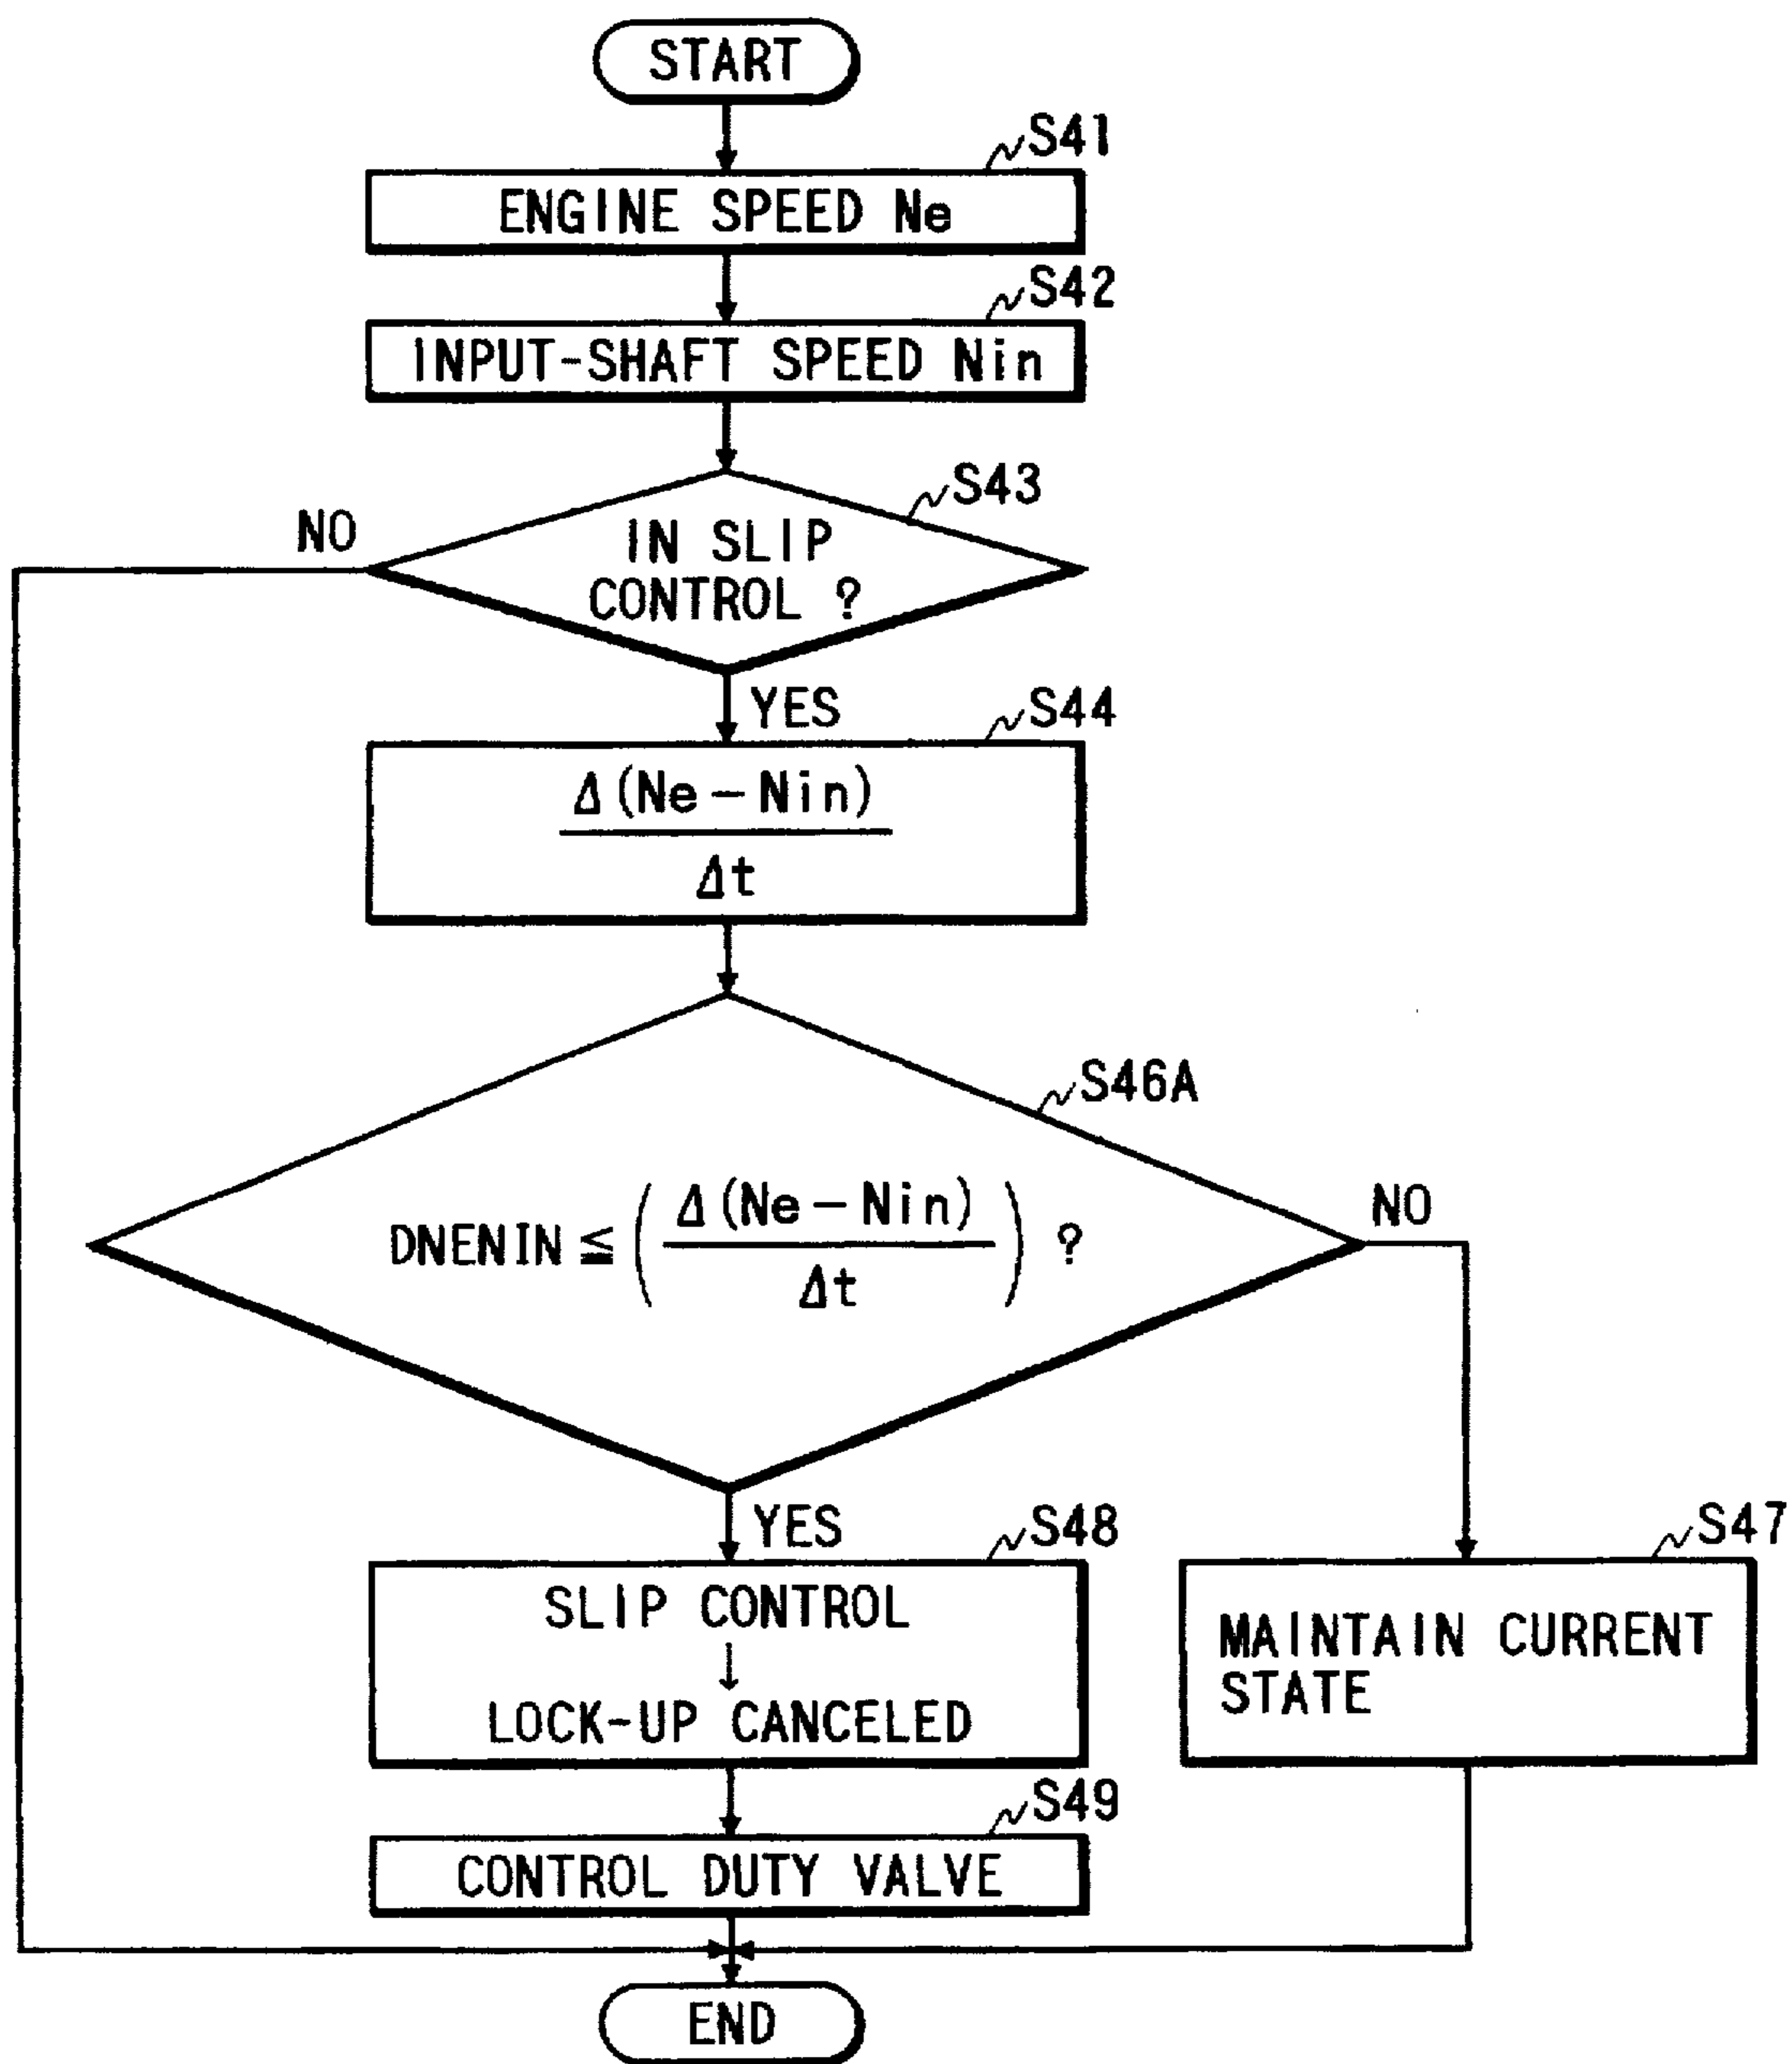 START
S41
ENGINE SPEED Ne
S42
INPUT-SHAFT SPEED Nin
S43
NO
IN SLIP
CONTROL ?
YES
S44
Δ(Ne-Nin)
Δt
S46A
DNENIN ≦ ( Δ(Ne-Nin) / Δt ) ?
NO
YES
S48
SLIP CONTROL
↓
LOCK-UP CANCELED
S47
MAINTAIN CURRENT
STATE
S49
CONTROL DUTY VALVE
END